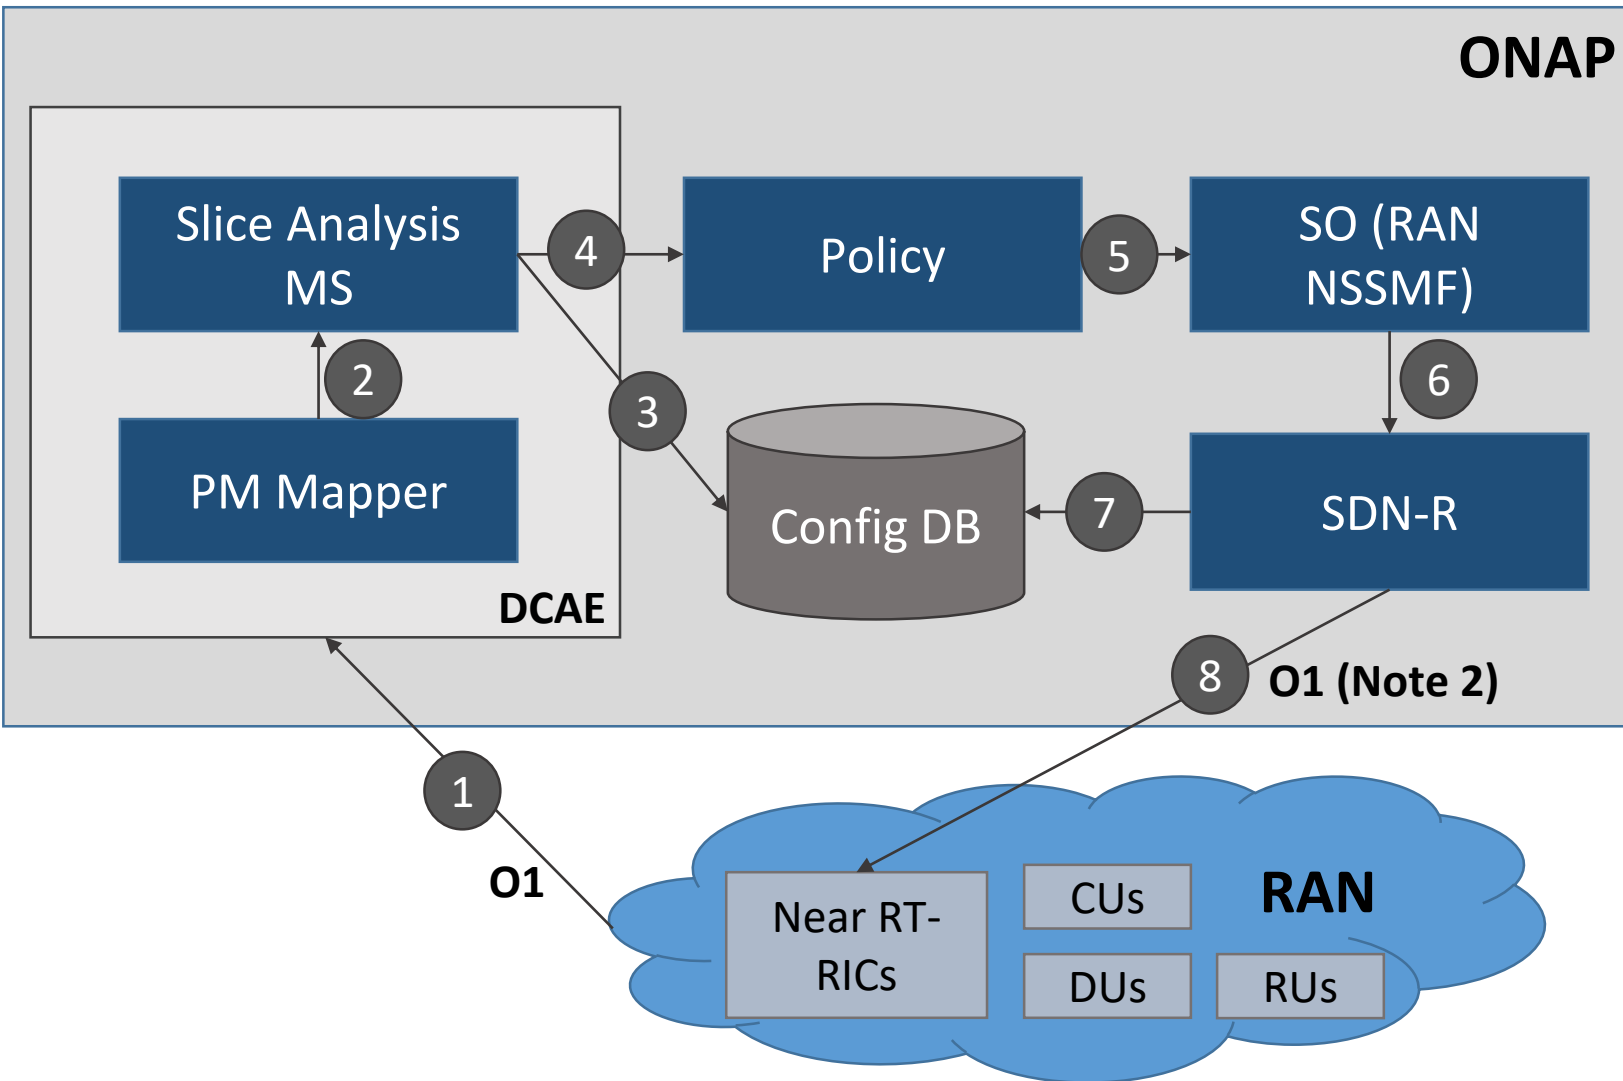 ONAP
Slice Analysis
MS
4
Policy
5
SO (RAN
NSSMF)
2
3
6
PM Mapper
Config DB
7
SDN-R
DCAE
8
O1 (Note 2)
1
O1
Near RT-
RICs
CUs
RAN
DUs
RUs